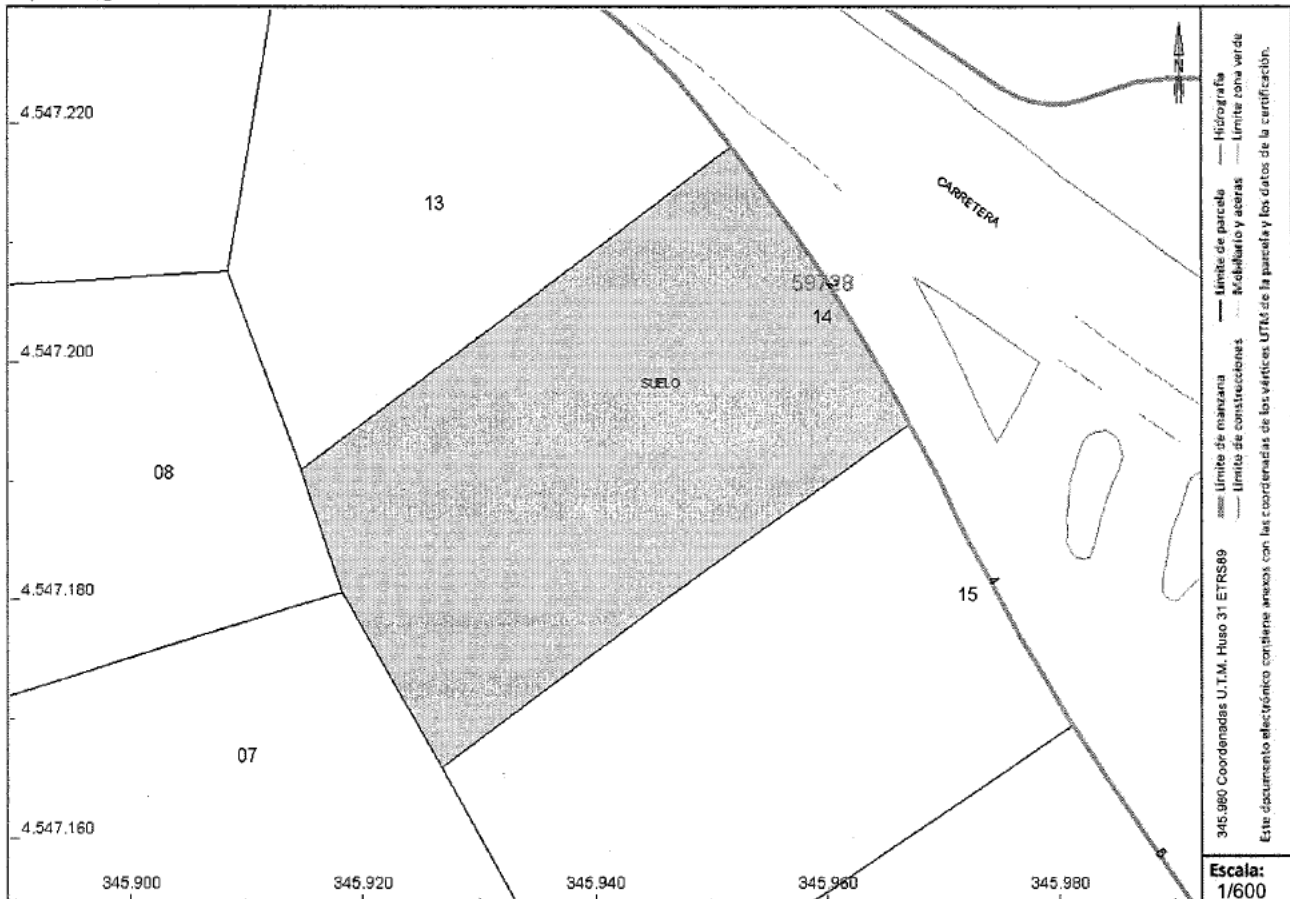 4.547.220
13
CARRETERA
59798
14
4.547.200
SUELO
08
4.547.180
15
07
4.547.160
345.900
345.920
345.940
345.960
345.980
4
6
N
345.980 Coordenadas U.T.M. Huso 31 ETRS89
Límite de manzana
Límite de parcela
Hidrografía
Límite de construcciones
Mobiliario y aceras
Límite zona verde
Este documento electrónico contiene anexos con las coordenadas de los vértices UTM de la parcela y los datos de la certificación.
Escala:
1/600